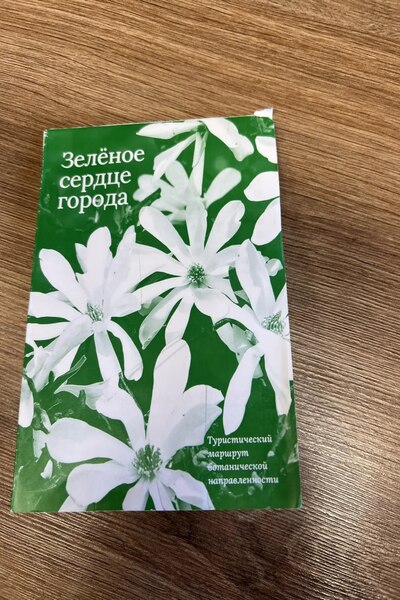 Зелёное
сердце
города
Туристический
маршрут
ботанической
направленности